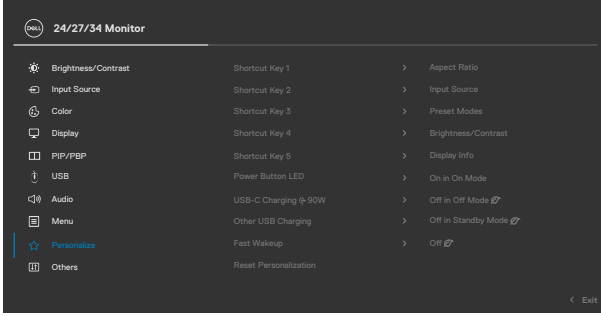 DELL 24/27/34 Monitor
Brightness/Contrast Shortcut Key 1 > Aspect Ratio
Input Source Shortcut Key 2 > Input Source
Color Shortcut Key 3 > Preset Modes
Display Shortcut Key 4 > Brightness/Contrast
PIP/PBP Shortcut Key 5 > Display Info
USB Power Button LED > On in On Mode
Audio USB-C Charging 90W > Off in Off Mode
Menu Other USB Charging > Off in Standby Mode
Personalize Fast Wakeup > Off
Others Reset Personalization
< Exit